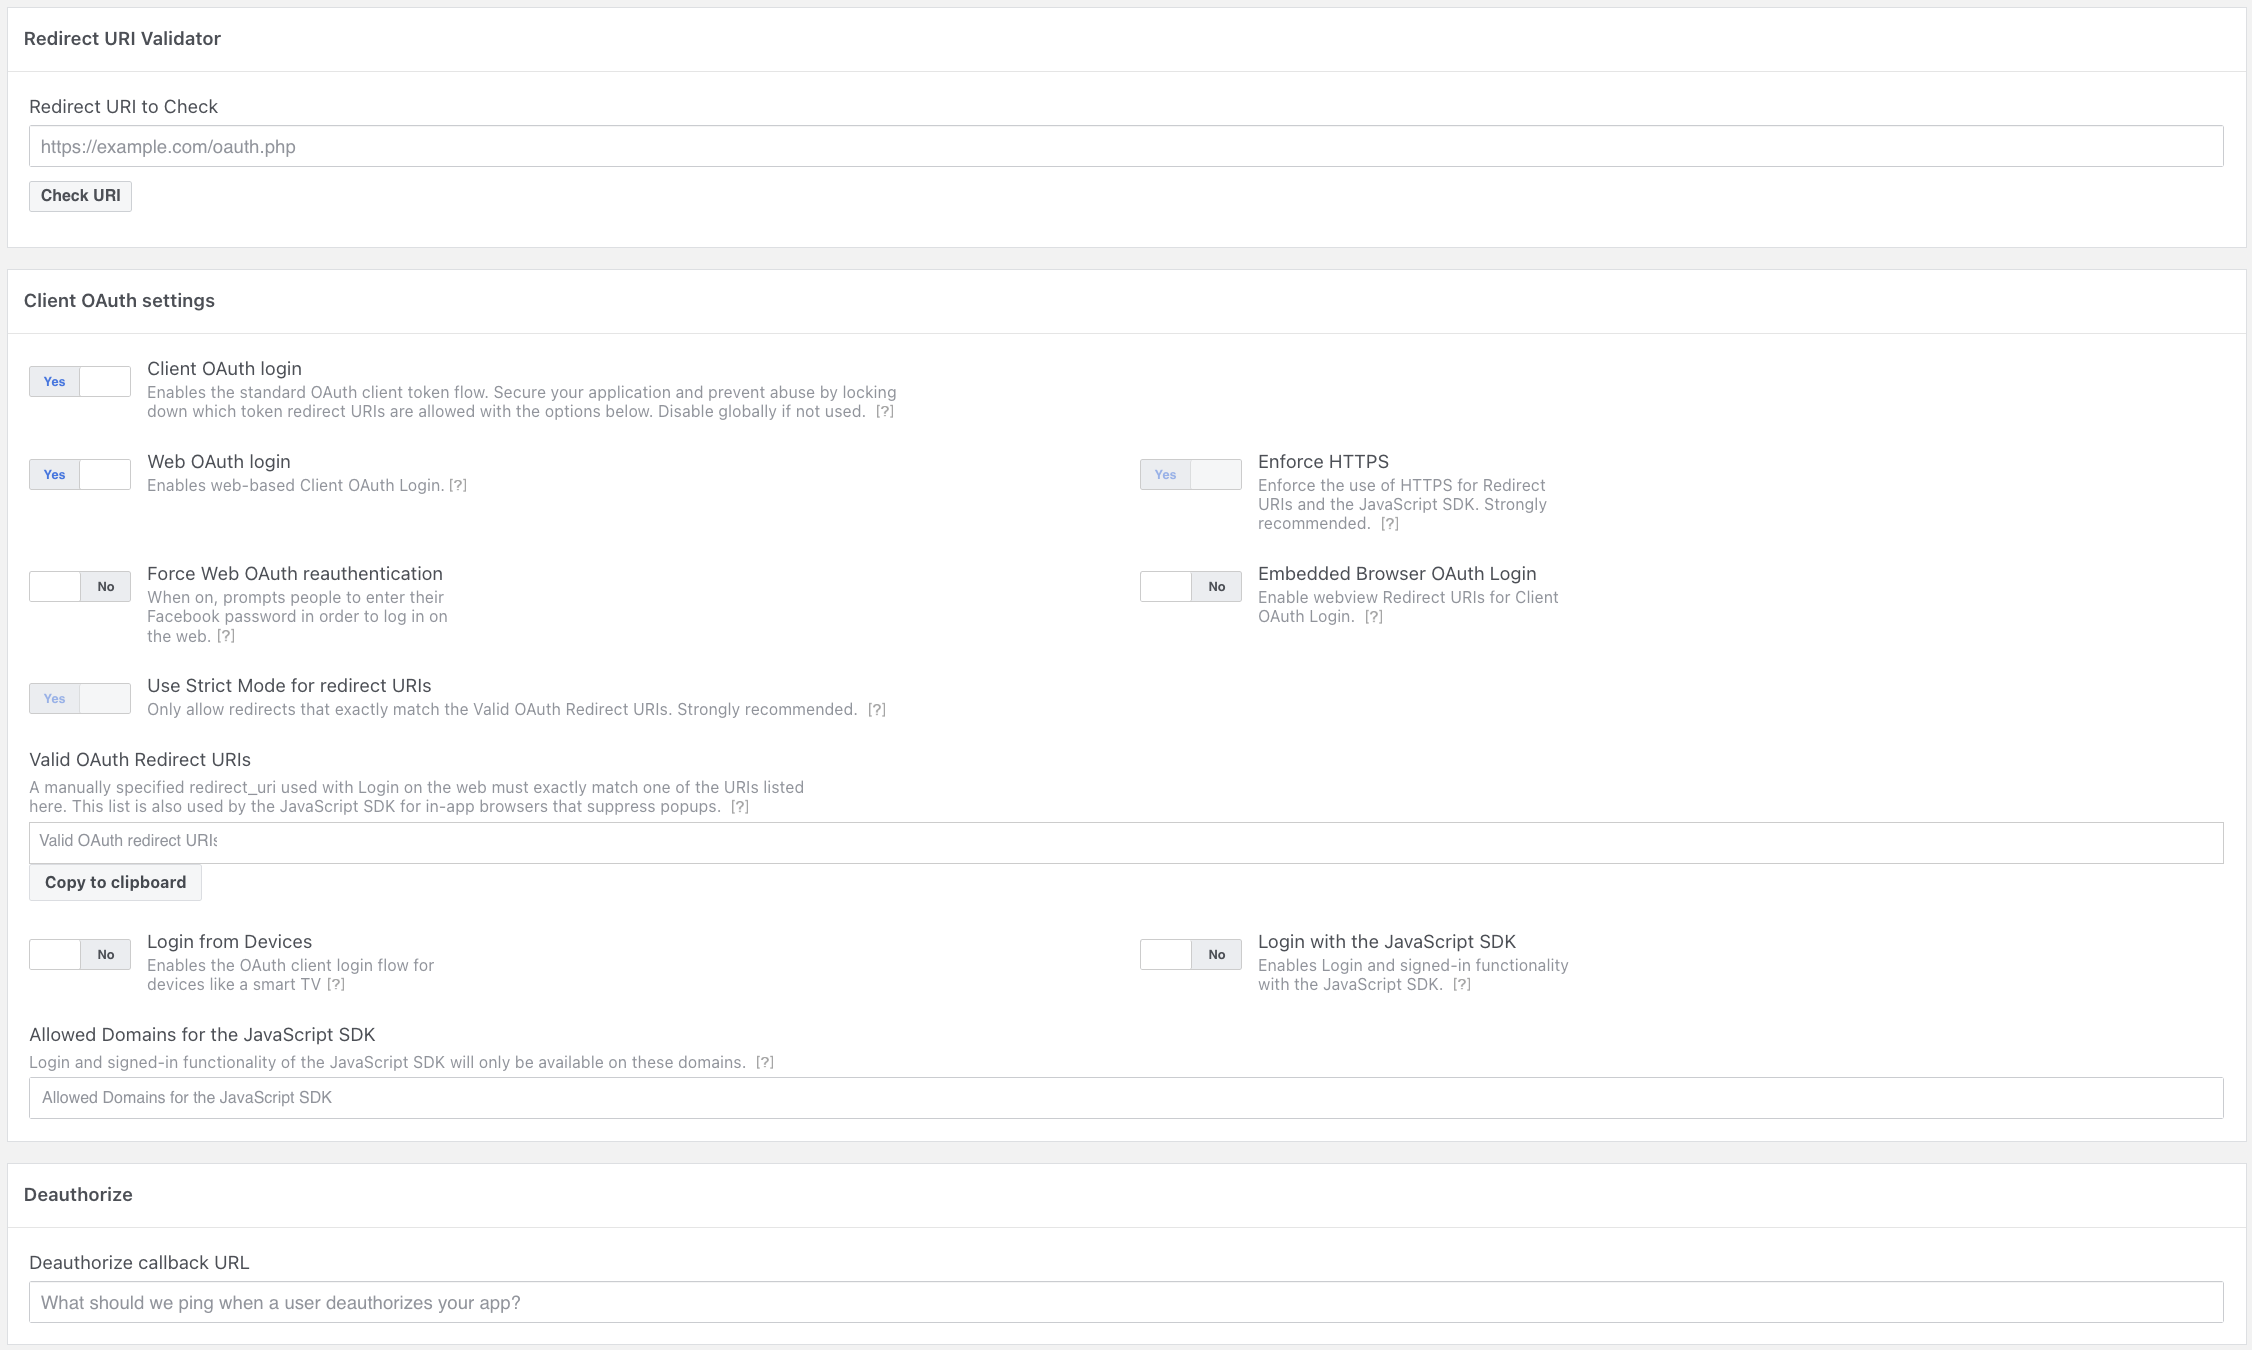 Redirect URI Validator
Redirect URI to Check
https://example.com/oauth.php
Check URI
Client OAuth settings
Yes
Client OAuth login
Enables the standard OAuth client token flow. Secure your application and prevent abuse by locking
down which token redirect URIs are allowed with the options below. Disable globally if not used. [?]
Yes
Web OAuth login
Enables web-based Client OAuth Login. [?]
Yes
Enforce HTTPS
Enforce the use of HTTPS for Redirect
URIs and the JavaScript SDK. Strongly
recommended. [?]
No
Force Web OAuth reauthentication
When on, prompts people to enter their
Facebook password in order to log in on
the web. [?]
No
Embedded Browser OAuth Login
Enable webview Redirect URIs for Client
OAuth Login. [?]
Yes
Use Strict Mode for redirect URIs
Only allow redirects that exactly match the Valid OAuth Redirect URIs. Strongly recommended. [?]
Valid OAuth Redirect URIs
A manually specified redirect_uri used with Login on the web must exactly match one of the URIs listed
here. This list is also used by the JavaScript SDK for in-app browsers that suppress popups. [?]
Valid OAuth redirect URIs
Copy to clipboard
No
Login from Devices
Enables the OAuth client login flow for
devices like a smart TV [?]
No
Login with the JavaScript SDK
Enables Login and signed-in functionality
with the JavaScript SDK. [?]
Allowed Domains for the JavaScript SDK
Login and signed-in functionality of the JavaScript SDK will only be available on these domains. [?]
Allowed Domains for the JavaScript SDK
Deauthorize
Deauthorize callback URL
What should we ping when a user deauthorizes your app?